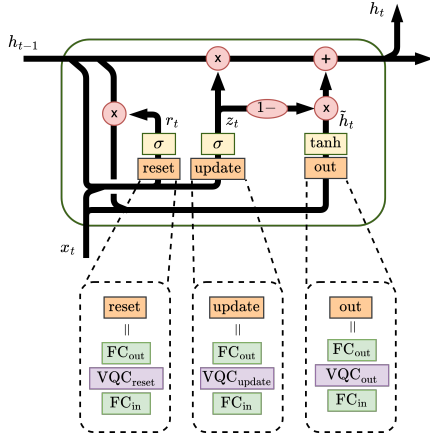 h_t
h_{t-1}
x
+
x
r_t
z_t
1−
x
h̃_t
σ
σ
tanh
reset
update
out
x_t
reset
update
out
=
=
=
FC_out
FC_out
FC_out
VQC_reset
VQC_update
VQC_out
FC_in
FC_in
FC_in